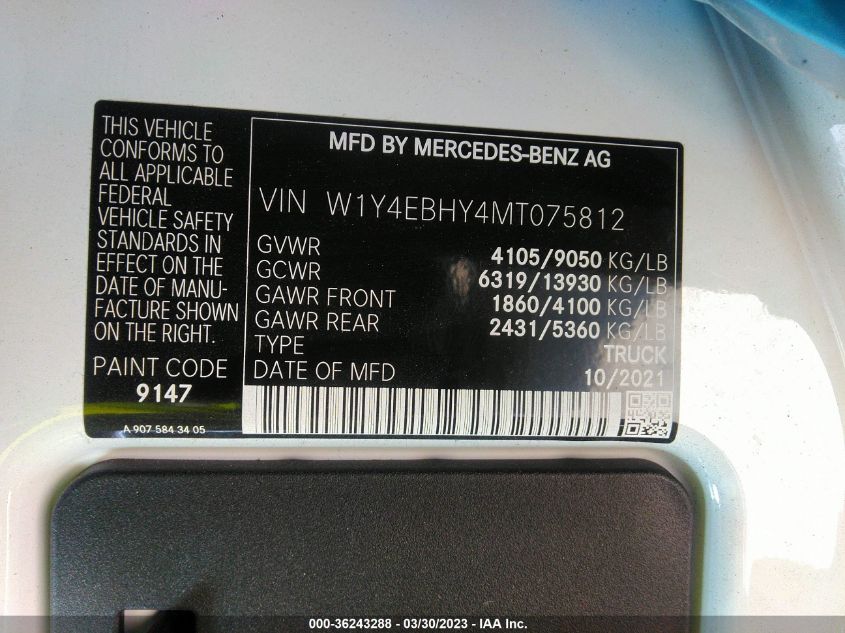 THIS VEHICLE
CONFORMS TO
ALL APPLICABLE
FEDERAL
VEHICLE SAFETY
STANDARDS IN
EFFECT ON THE
DATE OF MANU-
FACTURE SHOWN
ON THE RIGHT.
PAINT CODE
9147
A 907 584 34 05
MFD BY MERCEDES-BENZ AG
VIN W1Y4EBHY4MT075812
GVWR 4105/9050 KG/LB
GCWR 6319/13930 KG/LB
GAWR FRONT 1860/4100 KG/LB
GAWR REAR 2431/5360 KG/LB
TYPE TRUCK
DATE OF MFD 10/2021
000-36243288 - 03/30/2023 - IAA Inc.